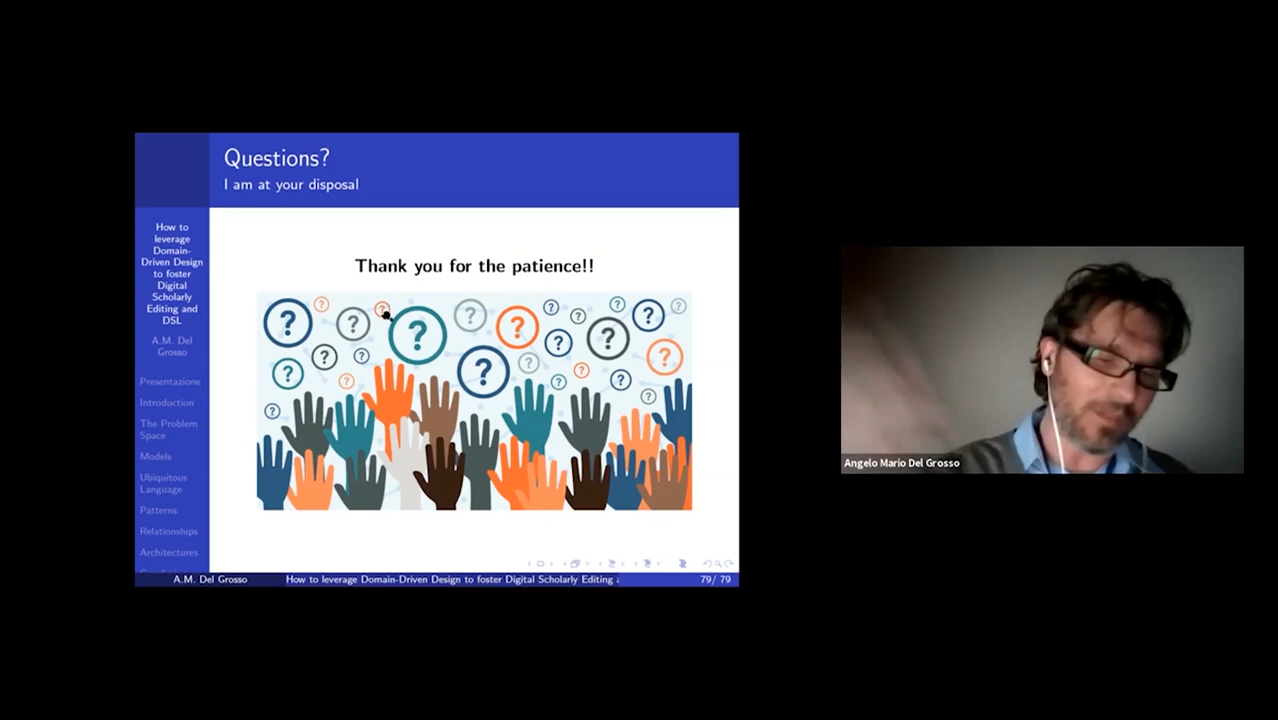 Questions?
I am at your disposal
How to
leverage
Domain-
Driven Design
to foster
Digital
Scholarly
Editing and
DSL
A.M. Del
Grosso
Presentazione
Introduction
The Problem
Space
Models
Ubiquitous
Language
Patterns
Relationships
Architectures
Thank you for the patience!!
A.M. Del Grosso
How to leverage Domain-Driven Design to foster Digital Scholarly Editing
79/ 79
Angelo Mario Del Grosso